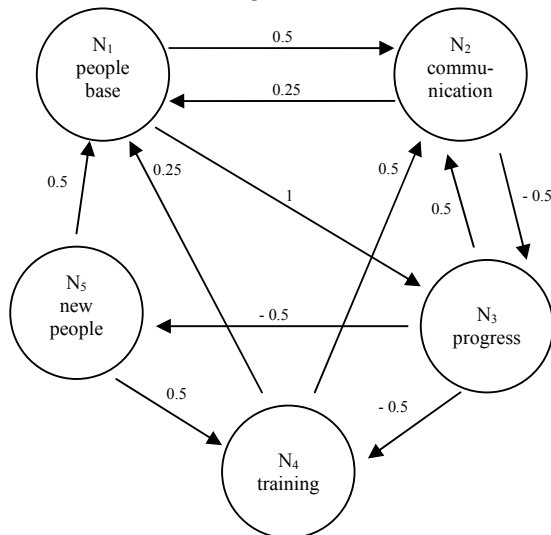 N₁
people
base
0.5
N₂
commu-
nication
0.25
0.5
0.25
1
0.5
0.5
- 0.5
N₅
new
people
- 0.5
N₃
progress
0.5
- 0.5
N₄
training